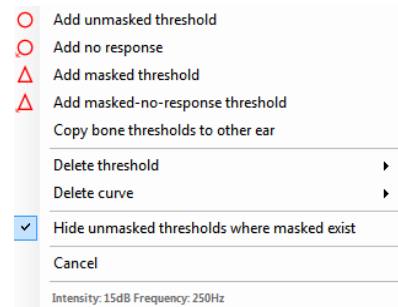 Add unmasked threshold
Add no response
Add masked threshold
Add masked-no-response threshold
Copy bone thresholds to other ear
Delete threshold
Delete curve
Hide unmasked thresholds where masked exist
Cancel
Intensity: 15dB Frequency: 250Hz